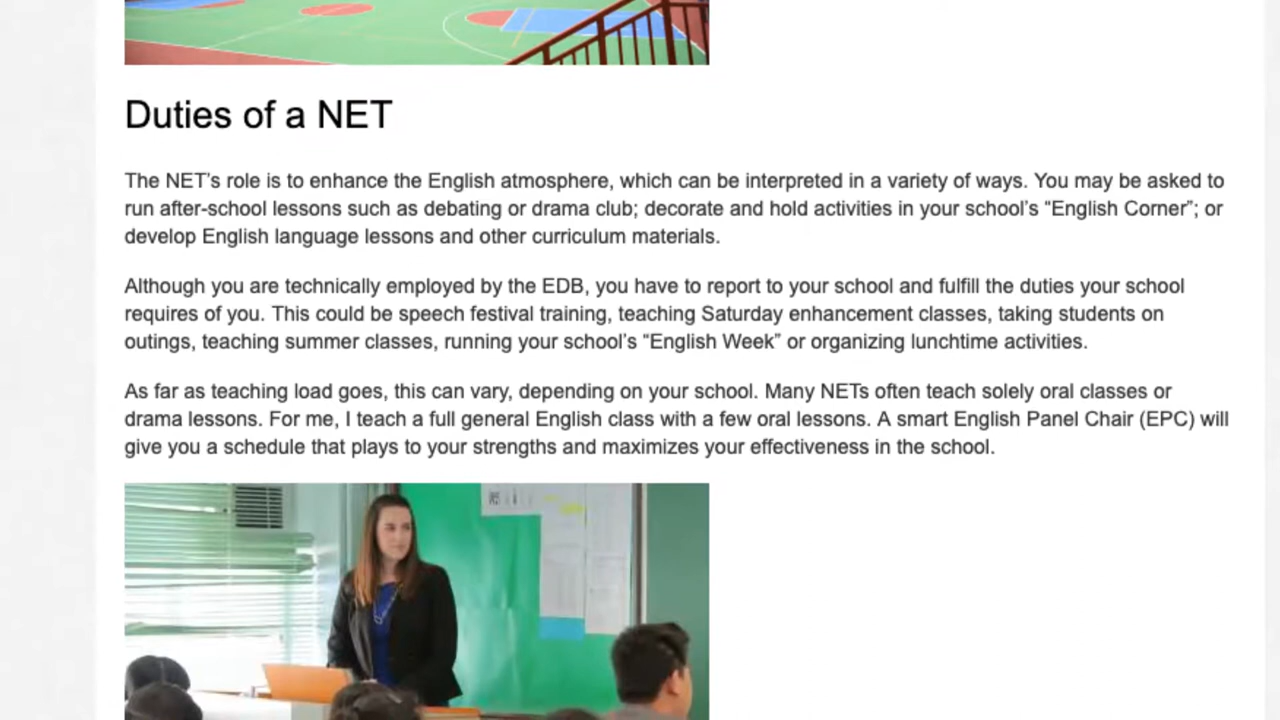 Duties of a NET
The NET’s role is to enhance the English atmosphere, which can be interpreted in a variety of ways. You may be asked to
run after-school lessons such as debating or drama club; decorate and hold activities in your school’s “English Corner”; or
develop English language lessons and other curriculum materials.
Although you are technically employed by the EDB, you have to report to your school and fulfill the duties your school
requires of you. This could be speech festival training, teaching Saturday enhancement classes, taking students on
outings, teaching summer classes, running your school’s “English Week” or organizing lunchtime activities.
As far as teaching load goes, this can vary, depending on your school. Many NETs often teach solely oral classes or
drama lessons. For me, I teach a full general English class with a few oral lessons. A smart English Panel Chair (EPC) will
give you a schedule that plays to your strengths and maximizes your effectiveness in the school.